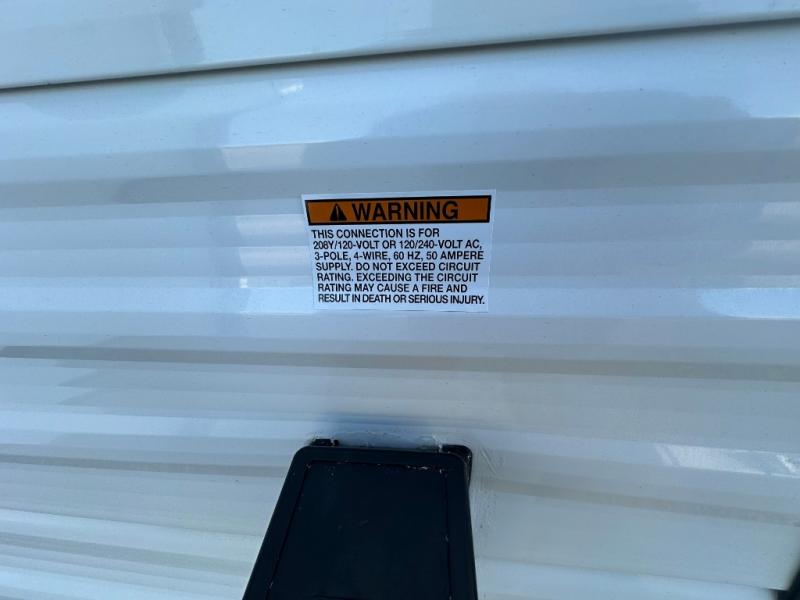 WARNING
THIS CONNECTION IS FOR
208Y/120-VOLT OR 120/240-VOLT AC,
3-POLE, 4-WIRE, 60 HZ, 50 AMPERE
SUPPLY. DO NOT EXCEED CIRCUIT
RATING. EXCEEDING THE CIRCUIT
RATING MAY CAUSE A FIRE AND
RESULT IN DEATH OR SERIOUS INJURY.